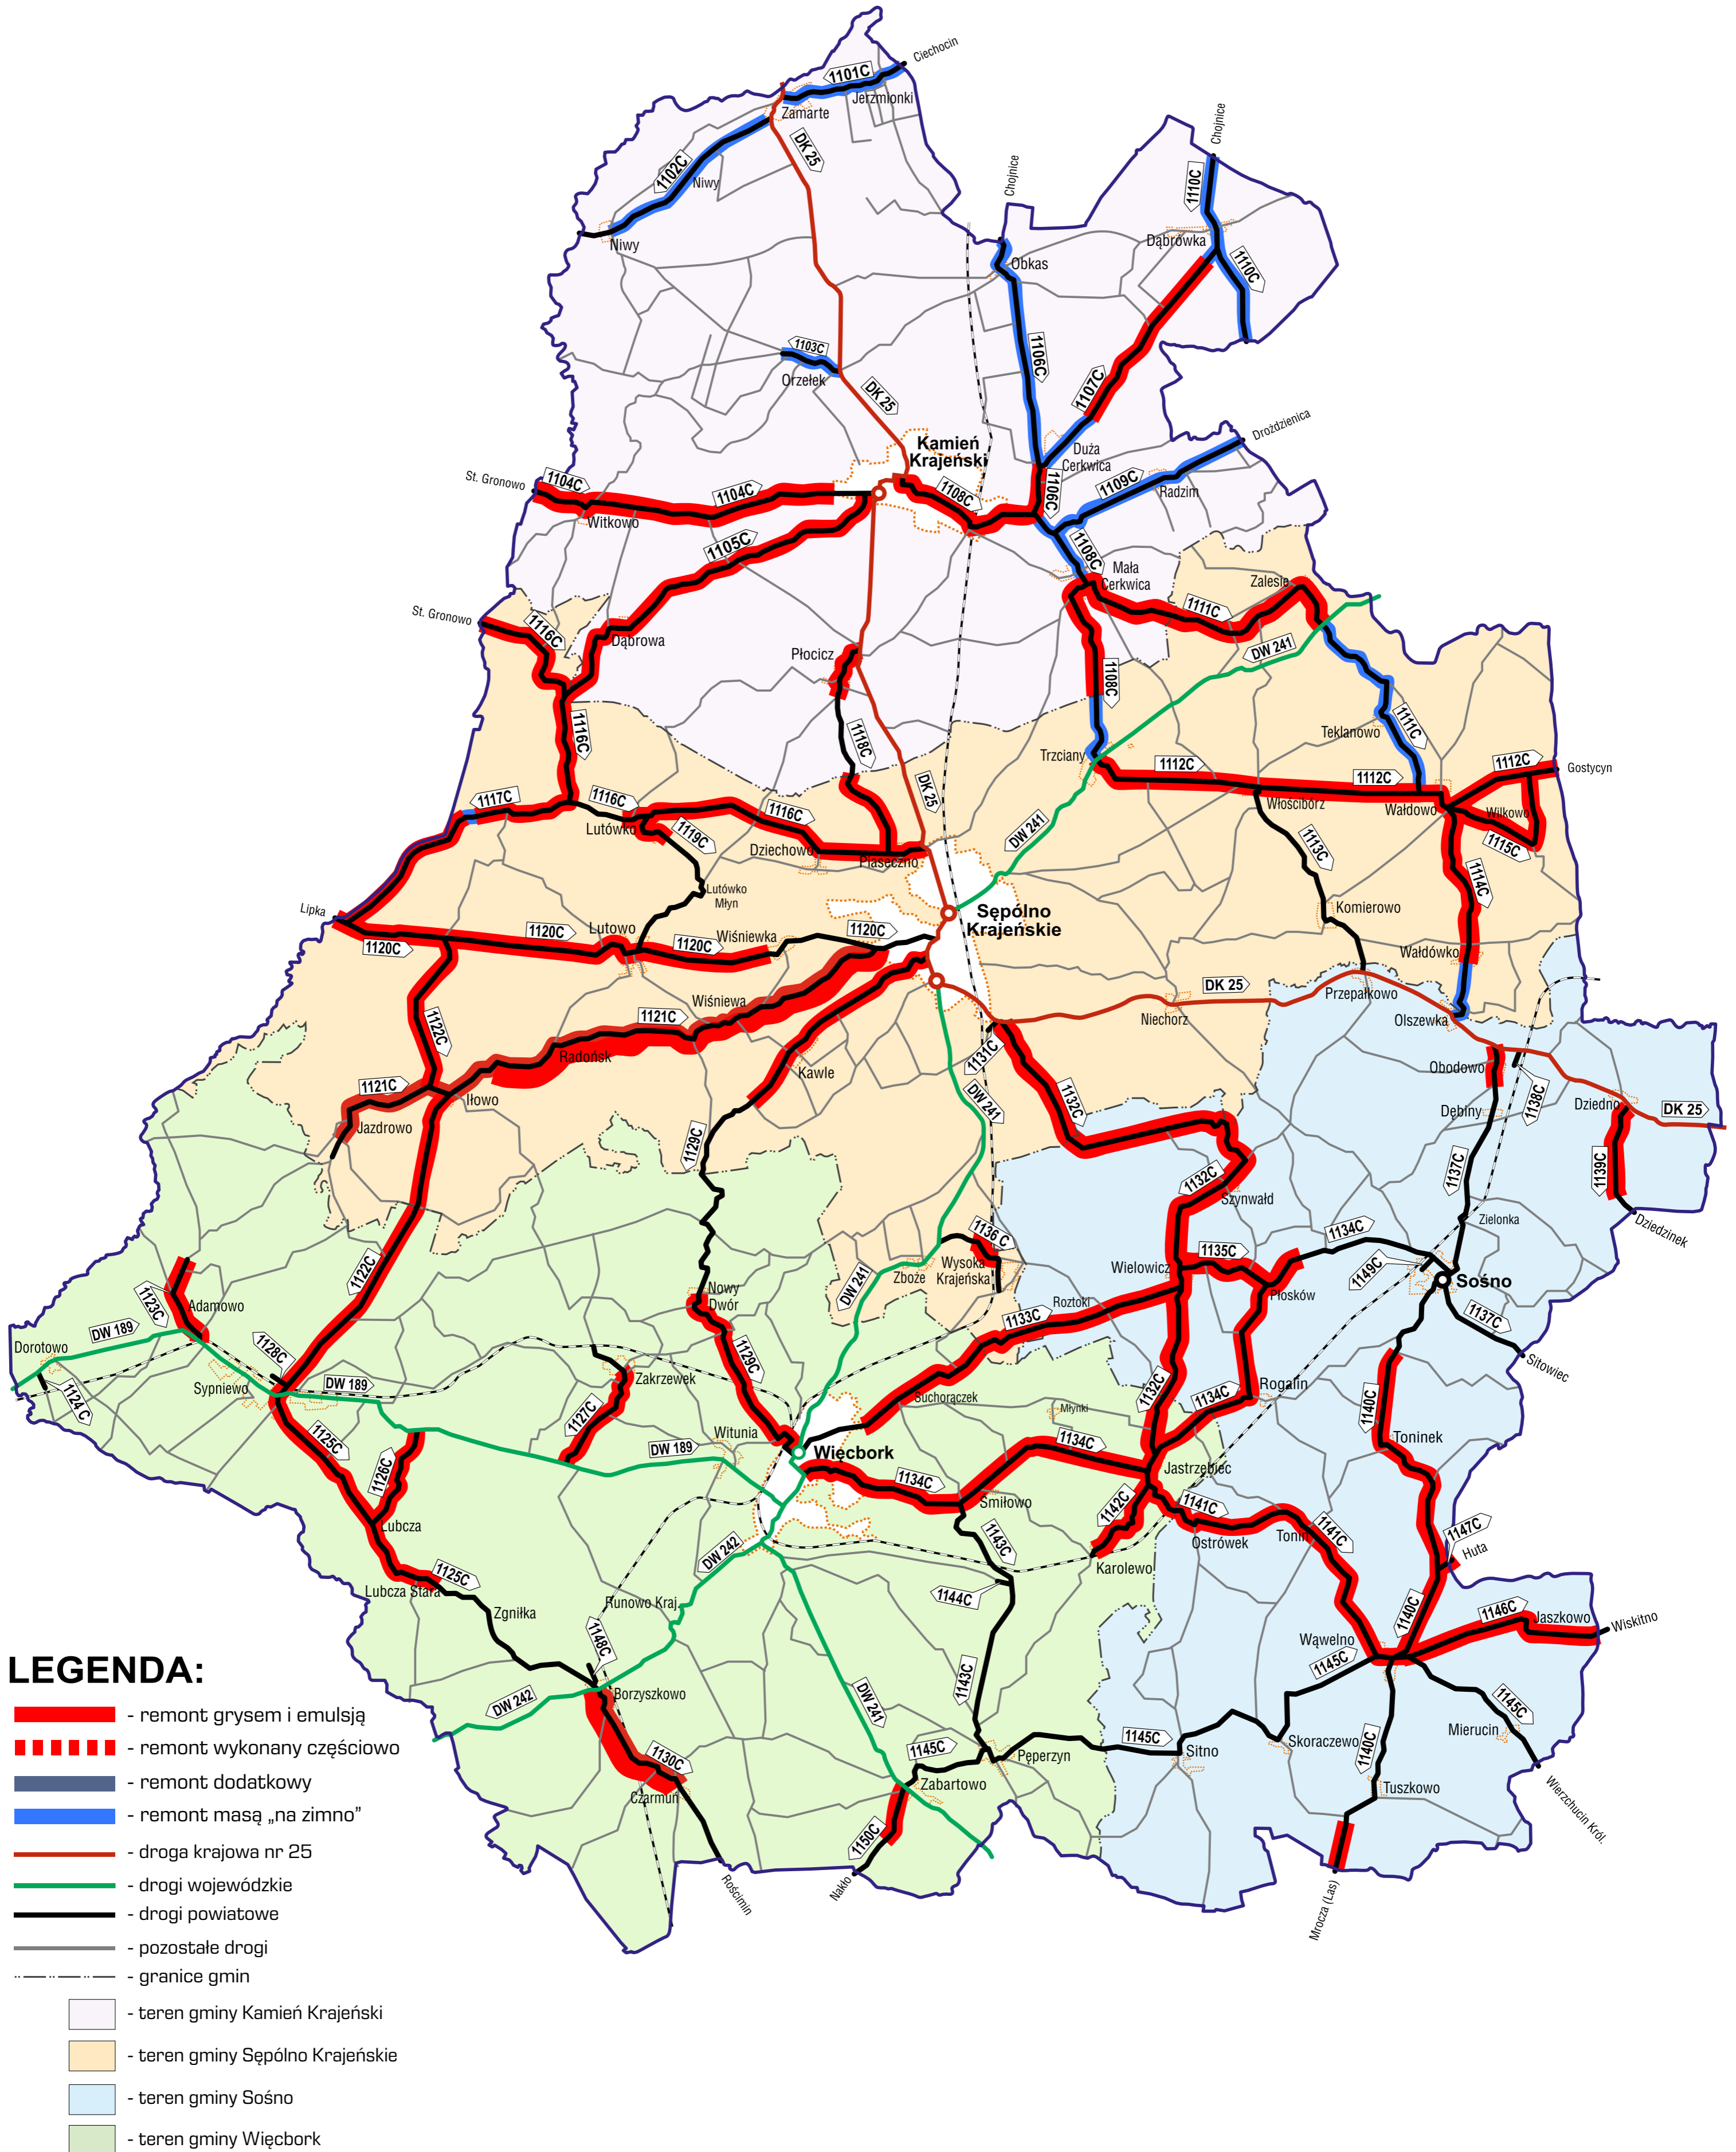 Ciechocin
1101C
Jerzmionki
Zamarte
DK 25
Chojnice
1102C
Niwy
Chojnice
1110C
Niwy
Dąbrówka
Obkas
1110C
1103C
Orzełek
1106C
DK 25
1107C
Drożdzienica
Kamień
Krajeński
Duża
Cerkwica
St. Gronowo
1104C
1104C
1108C
1106C
1109C
Radzim
Witkowo
1105C
1108C
Mała
Cerkwica
Zalesie
St. Gronowo
1116C
1111C
Dąbrowa
DW 241
Płocicz
1108C
1116C
1118C
Teklanowo
1111C
Trzciany
1112C
1112C
1112C
Gostycyn
DK 25
1117C
1116C
1116C
Włościbórz
Wałdowo
Wilkowo
Lutówko
1119C
DW 241
1113C
1115C
Dziechowo
Piaseczno
1114C
Lutówko
Młyn
Lipka
Sępólno
Krajeńskie
Komierowo
1120C
1120C
Lutowo
1120C
Wiśniewka
1120C
Wałdówko
DK 25
Przepałkowo
Wiśniewa
Niechorz
Olszewka
1121C
1122C
Radońsk
1131C
Kawle
Obodowo
1138C
1121C
Iłowo
DW 241
1132C
Dębiny
Dziedno
DK 25
Jazdrowo
1129C
1137C
1139C
1132C
Szynwałd
Zielonka
Dziedzinek
1136 C
1134C
1135C
Wysoka
Krajeńska
Zboże
Wielowicz
1149C
Sośno
1122C
DW 241
Nowy
Dwór
Roztoki
Płosków
1123C
Adamowo
1133C
1137C
DW 189
Dorotowo
1128C
1129C
Sitowiec
Zakrzewek
Sypniewo
DW 189
1124 C
Suchorączek
1132C
1134C
Rogalin
1127C
Młynki
1140C
1125C
Witunia
DW 189
Więcbork
1134C
Toninek
1126C
1134C
Jastrzębiec
Śmiłowo
1142C
1141C
Lubcza
1143C
Ostrówek
Tonin
1141C
1147C
Huta
DW 242
Karolewo
1125C
Lubcza Stara
1144C
Zgniłka
Runowo Kraj.
1140C
1146C
Jaszkowo
Wiskitno
1148C
Wąwelno
1145C
LEGENDA:
1143C
Borzyszkowo
DW 242
DW 241
1145C
- remont grysem i emulsją
Mierucin
- remont wykonany częściowo
1130C
1145C
1145C
Pęperzyn
Sitno
Skoraczewo
1140C
- remont dodatkowy
Czarmuń
Zabartowo
Tuszkowo
Wierzchucin Król.
- remont masą „na zimno”
1150C
- droga krajowa nr 25
Rościmin
Nakło
Mrocza (Las)
- drogi wojewódzkie
- drogi powiatowe
- pozostałe drogi
- granice gmin
- teren gminy Kamień Krajeński
- teren gminy Sępólno Krajeńskie
- teren gminy Sośno
- teren gminy Więcbork